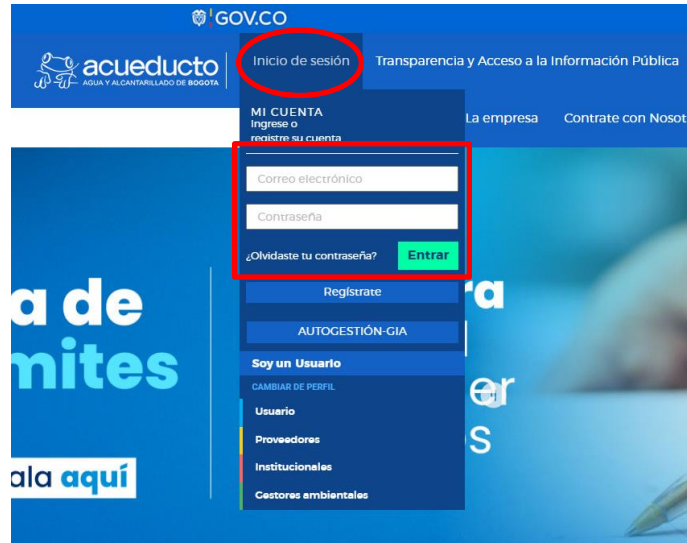 GOV.CO
acueducto
AGUA Y ALCANTARILLADO DE BOGOTA
Inicio de sesión
Transparencia y Acceso a la Información Pública
MI CUENTA
Ingrese o
registre su cuenta
La empresa
Contrate con Nosot
Correo electrónico
Contraseña
¿Olvidaste tu contraseña?
Entrar
Regístrate
AUTOGESTIÓN-GIA
Soy un Usuario
CAMBIAR DE PERFIL
Usuario
Proveedores
Institucionales
Gestores ambientales
a de
mites
ala aquí
ra
er
s